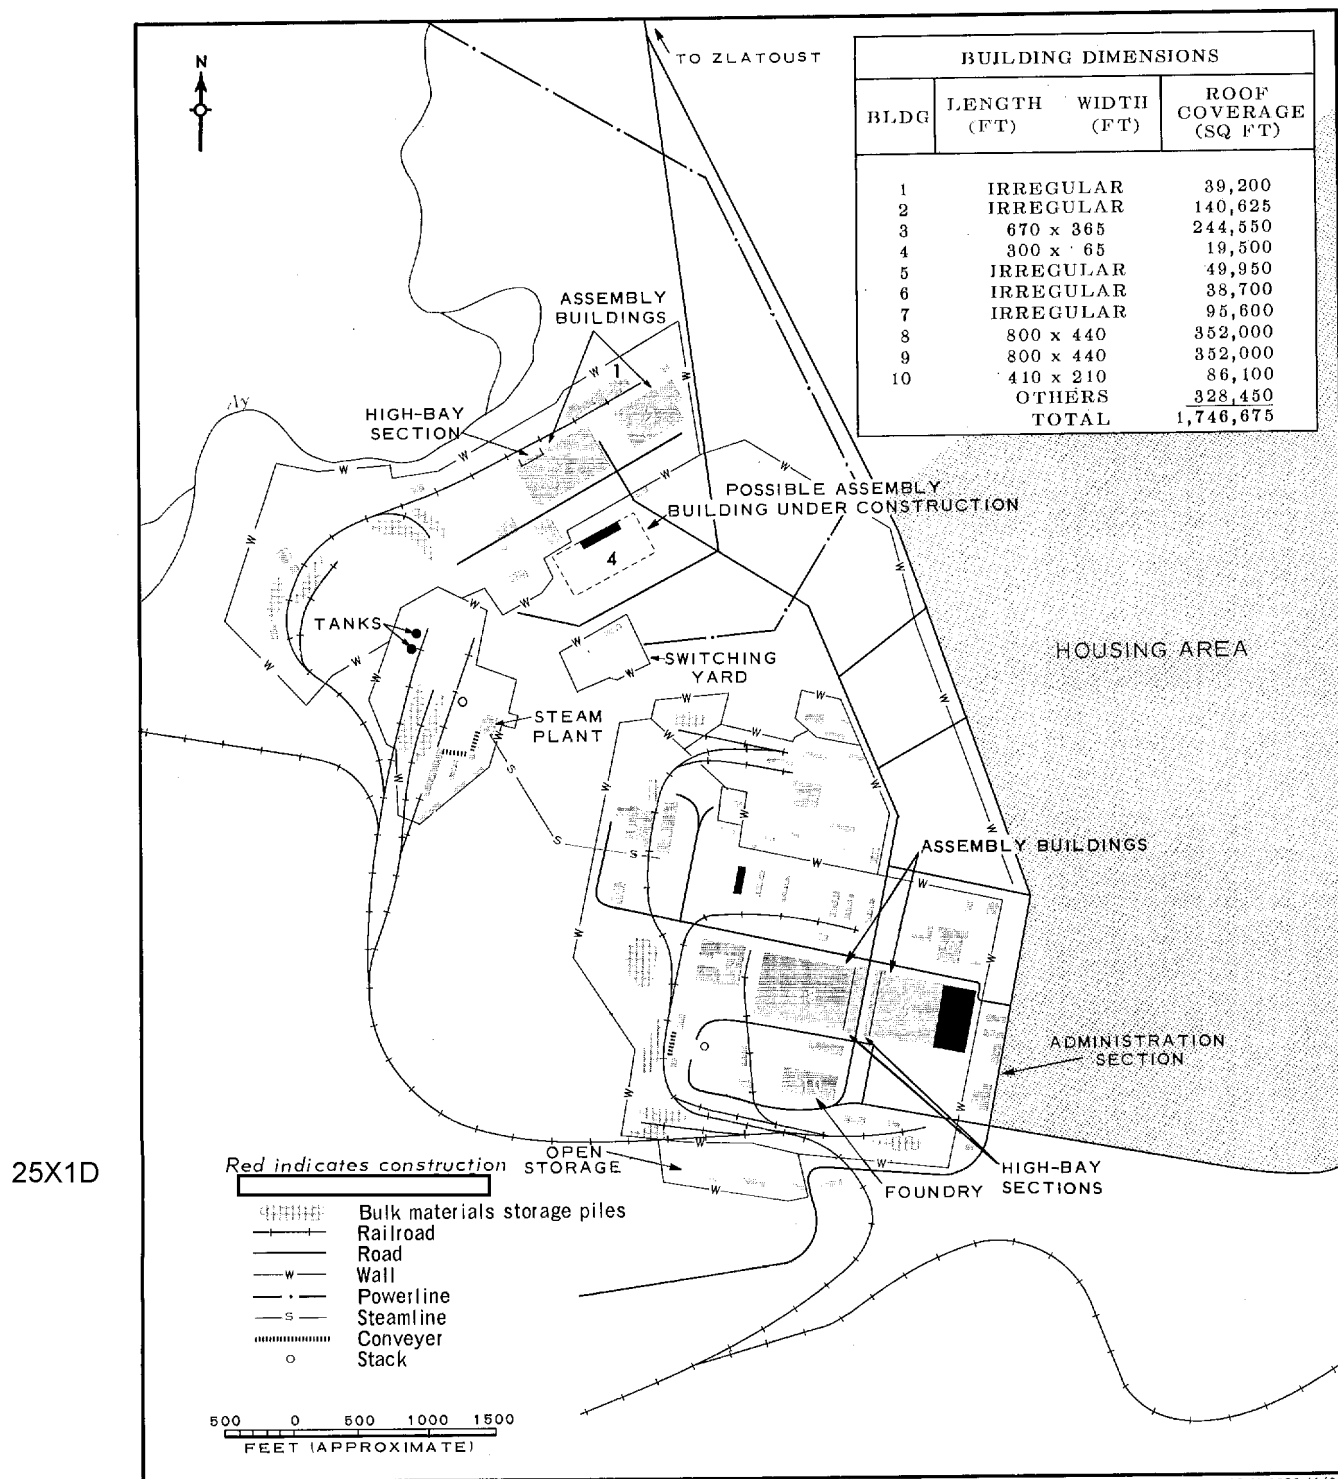 N
TO ZLATOUST
BUILDING DIMENSIONS
BLDG LENGTH (FT) WIDTH (FT) ROOF COVERAGE (SQ FT)
1 IRREGULAR 39,200
2 IRREGULAR 140,625
3 670 x 365 244,550
4 300 x 65 19,500
5 IRREGULAR 49,950
6 IRREGULAR 38,700
7 IRREGULAR 95,600
8 800 x 440 352,000
9 800 x 440 352,000
10 410 x 210 86,100
OTHERS 328,450
TOTAL 1,746,675
ASSEMBLY
BUILDINGS
W
1
W
Ay
HIGH-BAY
SECTION
W
W
W
W
W
POSSIBLE ASSEMBLY
BUILDING UNDER CONSTRUCTION
W
4
W
W
TANKS
W
W
W
W
W
W
SWITCHING
YARD
HOUSING AREA
W
W
W
STEAM
PLANT
W
W
S
W
W
W
W
W
S
S
W
ASSEMBLY BUILDINGS
W
W
W
W
ADMINISTRATION
SECTION
W
W
W
W
OPEN
STORAGE
W
FOUNDRY
HIGH-BAY
SECTIONS
25X1D
Red indicates construction
Bulk materials storage piles
Railroad
Road
W Wall
Powerline
S Steamline
Conveyer
Stack
500 0 500 1000 1500
FEET (APPROXIMATE)